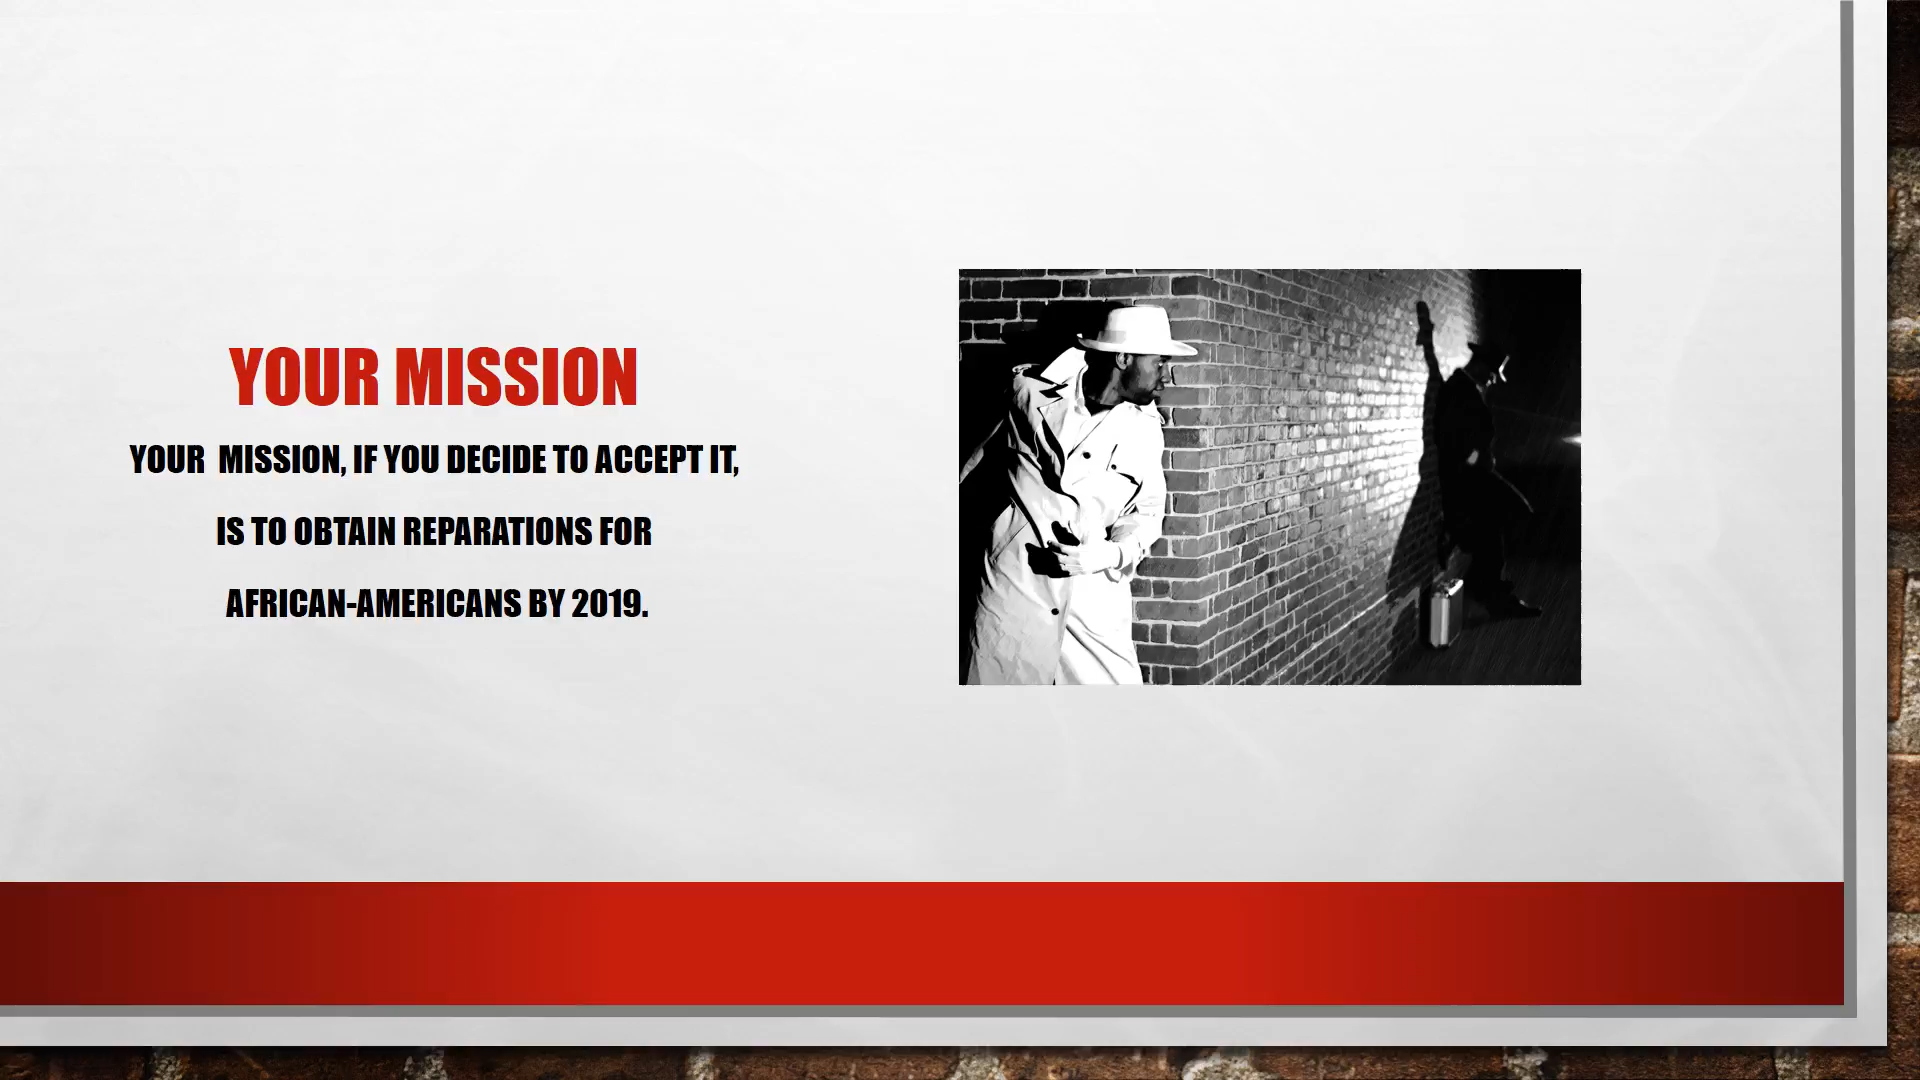 YOUR MISSION
YOUR  MISSION, IF YOU DECIDE TO ACCEPT IT,
IS TO OBTAIN REPARATIONS FOR
AFRICAN-AMERICANS BY 2019.